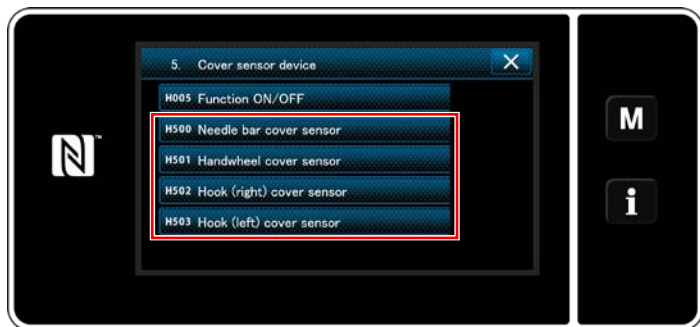 5. Cover sensor device
H005 Function ON/OFF
H500 Needle bar cover sensor
H501 Handwheel cover sensor
H502 Hook (right) cover sensor
H503 Hook (left) cover sensor
M
i
N